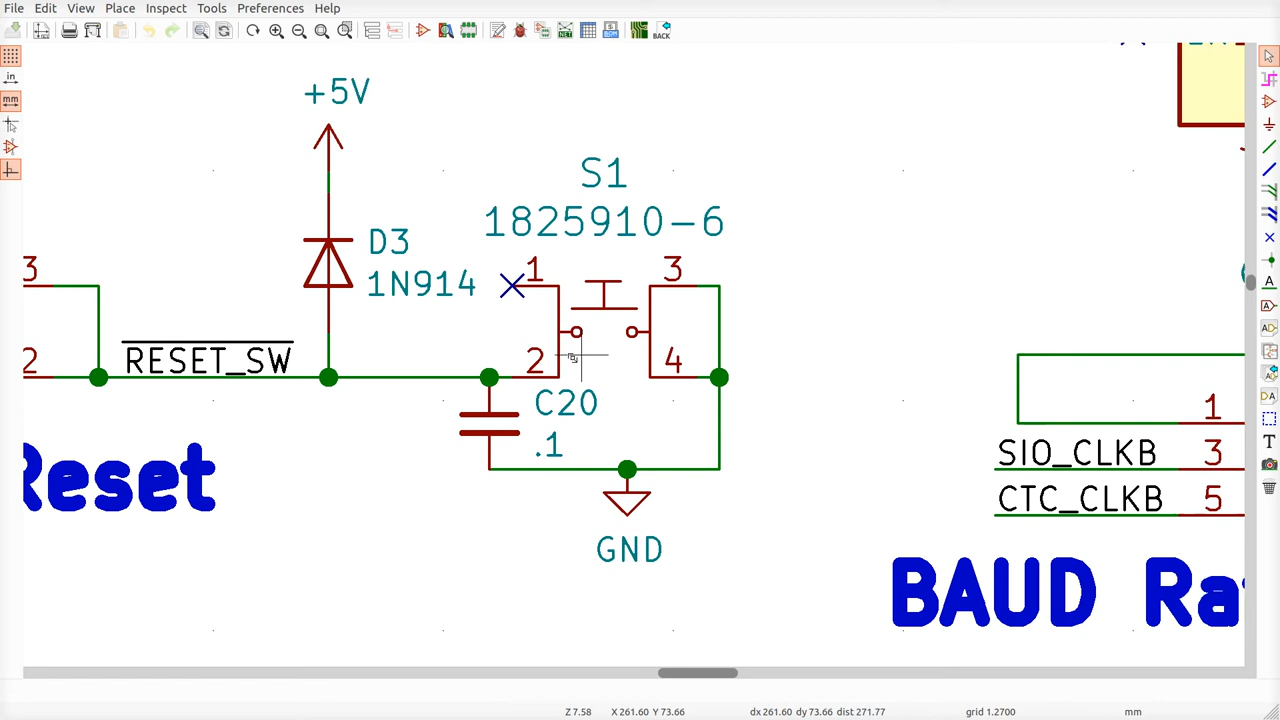 File Edit View Place Inspect Tools Preferences Help
BACK
in
mm
+5V
S1
1825910-6
D3
1N914
1
3
3
2
RESET_SW
2
4
C20
.1
1
SIO_CLKB 3
CTC_CLKB 5
Reset
GND
BAUD
Z 7.58 X 261.60 Y 73.66 dx 261.60 dy 73.66 dist 271.77 grid 1.2700 mm